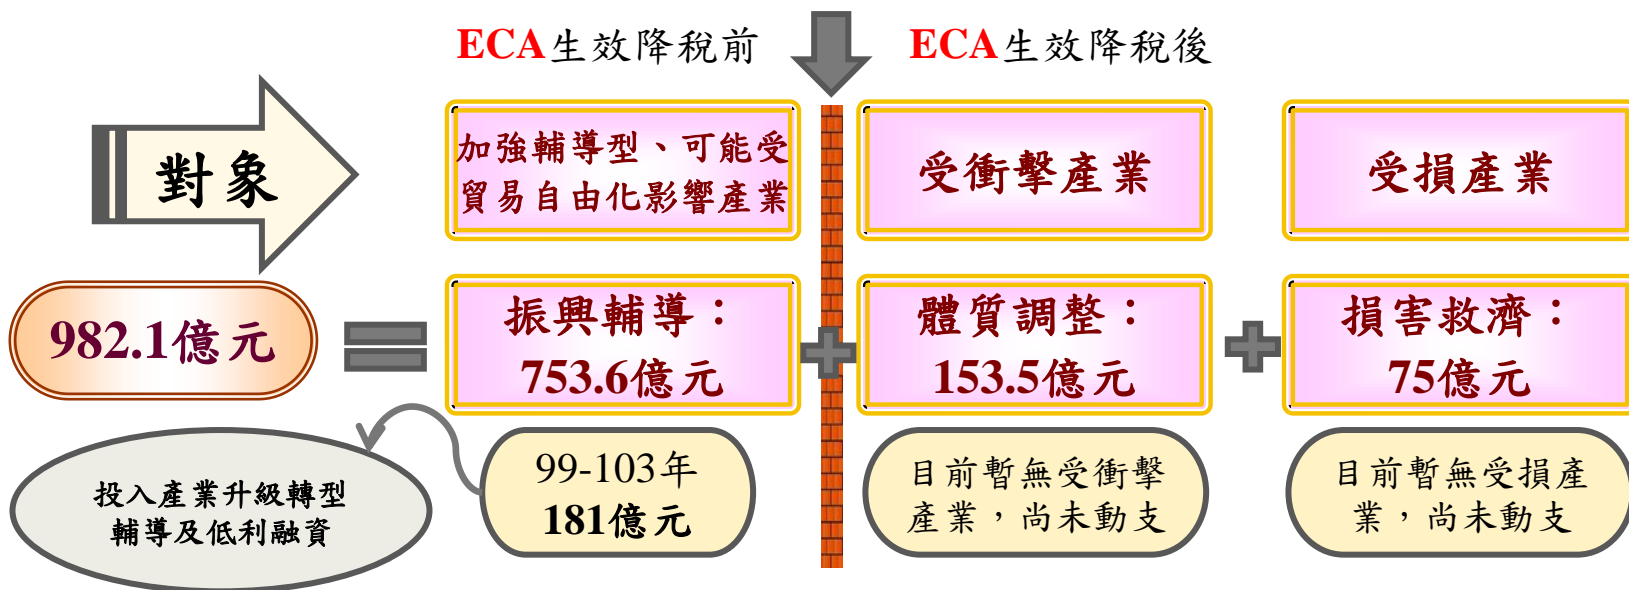 ECA生效降稅前
ECA生效降稅後
對象
加強輔導型、可能受
貿易自由化影響產業
受衝擊產業
受損產業
982.1億元
振興輔導：
753.6億元
體質調整：
153.5億元
損害救濟：
75億元
投入產業升級轉型
輔導及低利融資
99-103年
181億元
目前暫無受衝擊
產業，尚未動支
目前暫無受損產
業，尚未動支